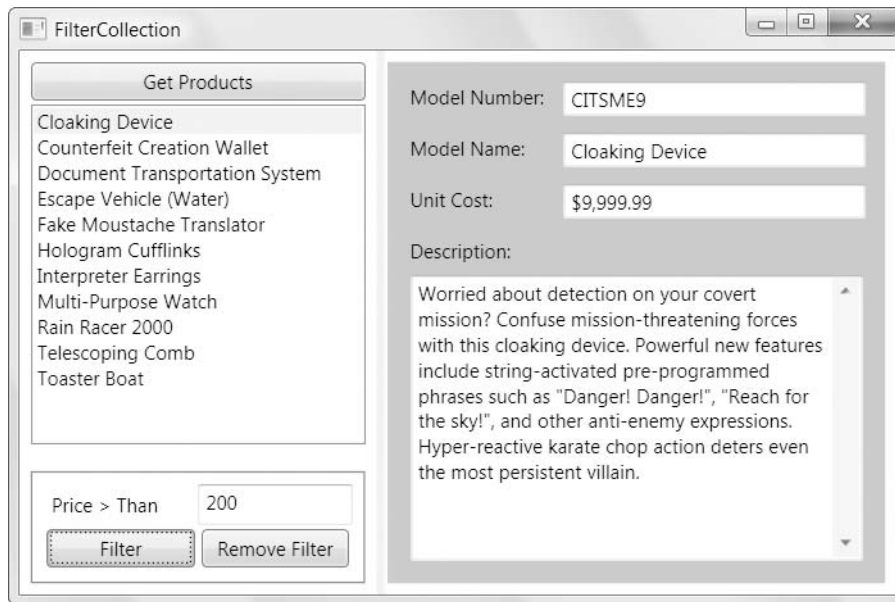 FilterCollection
Get Products
Cloaking Device
Counterfeit Creation Wallet
Document Transportation System
Escape Vehicle (Water)
Fake Moustache Translator
Hologram Cufflinks
Interpreter Earrings
Multi-Purpose Watch
Rain Racer 2000
Telescoping Comb
Toaster Boat
Price > Than
200
Filter
Remove Filter
Model Number:
CITSME9
Model Name:
Cloaking Device
Unit Cost:
$9,999.99
Description:
Worried about detection on your covert
mission? Confuse mission-threatening forces
with this cloaking device. Powerful new features
include string-activated pre-programmed
phrases such as "Danger! Danger!", "Reach for
the sky!", and other anti-enemy expressions.
Hyper-reactive karate chop action deters even
the most persistent villain.